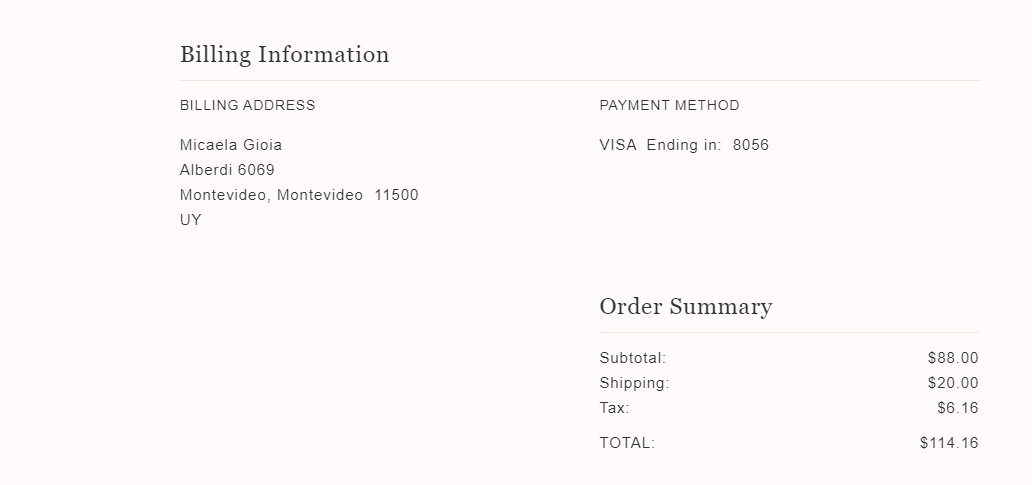 Billing Information
BILLING ADDRESS
Micaela Gioia
Alberdi 6069
Montevideo, Montevideo 11500
UY
PAYMENT METHOD
VISA Ending in: 8056
Order Summary
Subtotal: $88.00
Shipping: $20.00
Tax: $6.16
TOTAL: $114.16